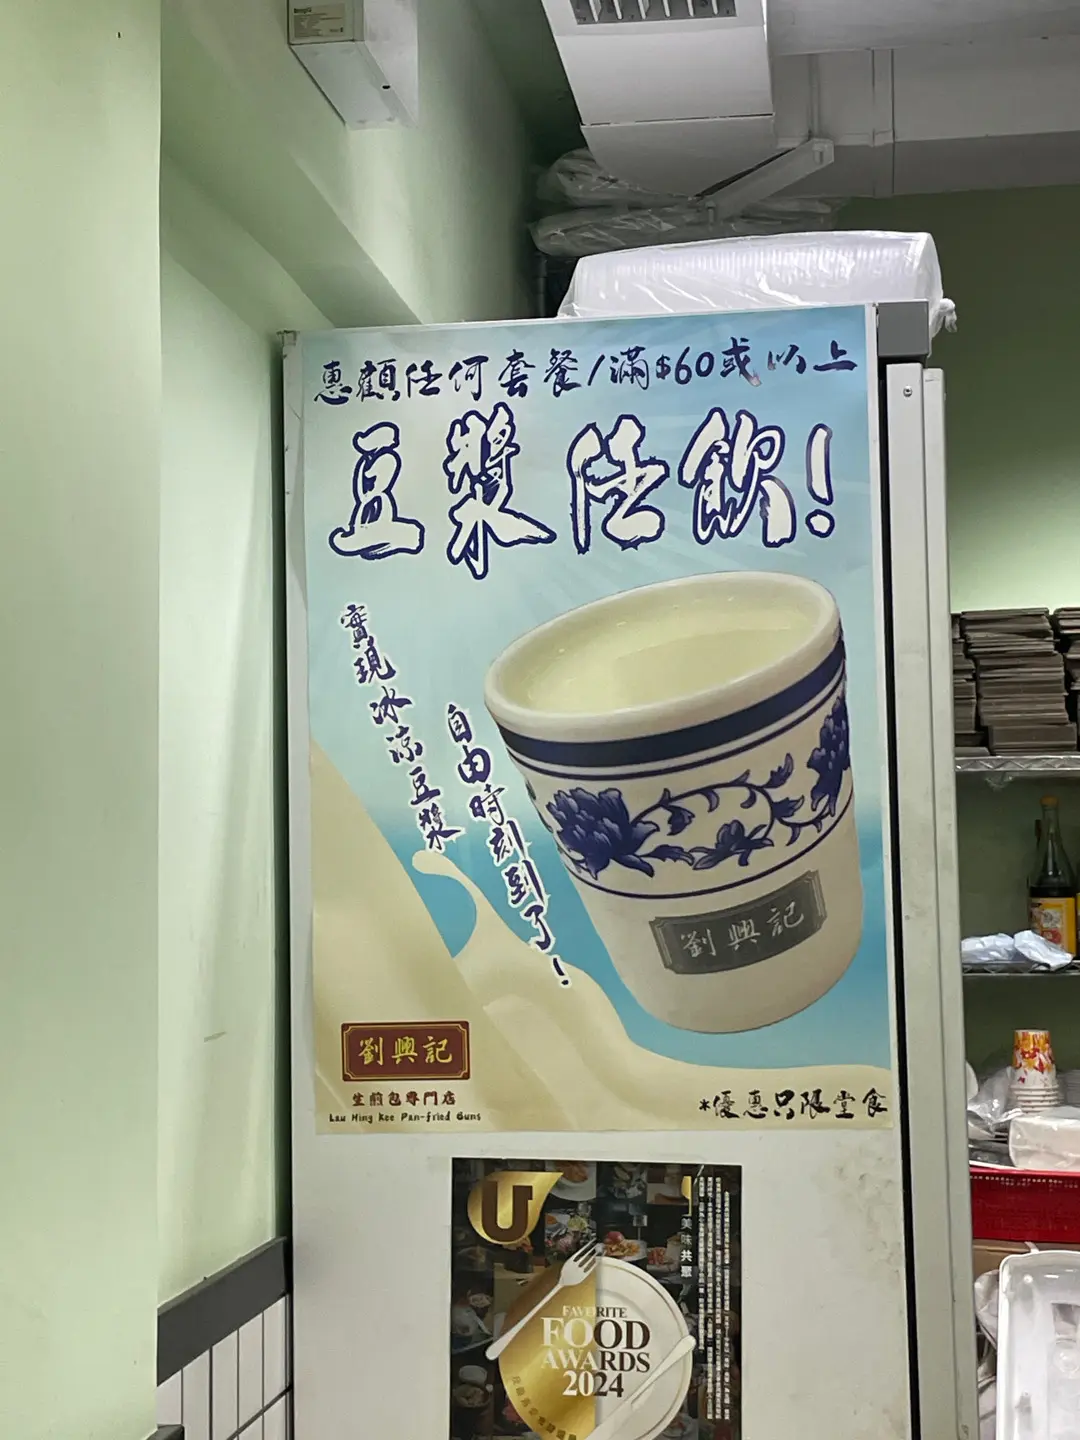 惠顧任何套餐/滿$60或以上
豆漿任飲!
實現冰涼豆漿
自由時刻到了!
劉興記
劉興記
生煎包專門店
Lau Hing Kee Pan-fried Buns
*優惠只限堂食
U
美味共享
FAVORITE
FOOD
AWARDS
2024